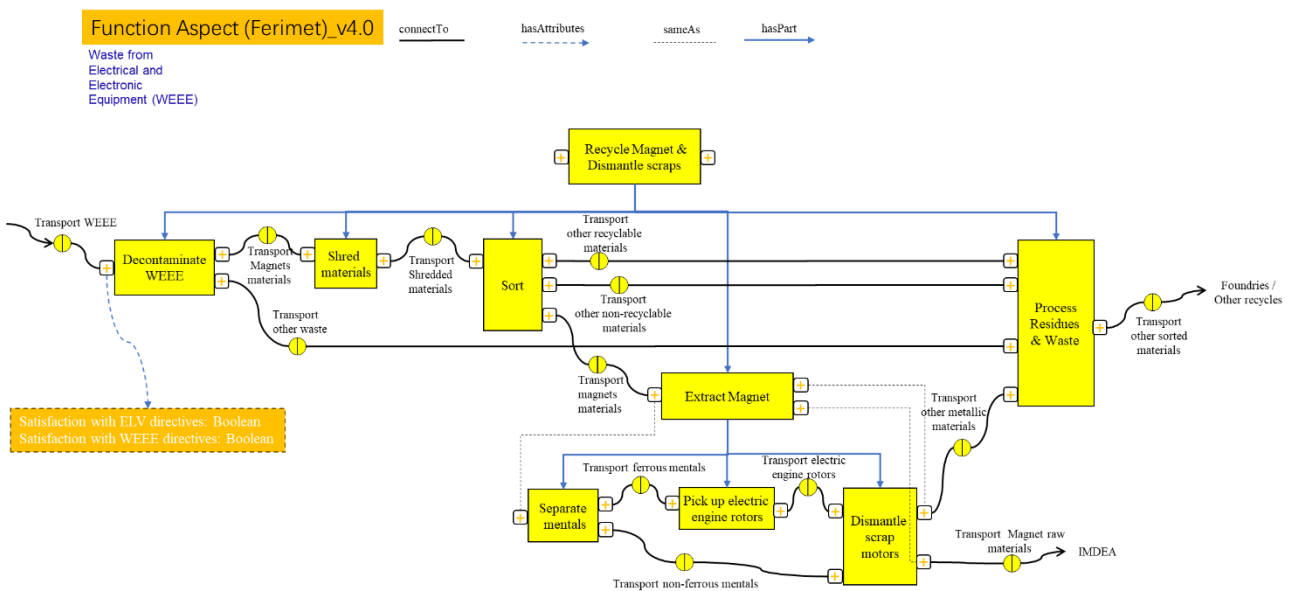 Function Aspect (Ferimet)_v4.0
connectTo
hasAttributes
sameAs
hasPart
Waste from
Electrical and
Electronic
Equipment (WEEE)
Recycle Magnet &
Dismantle scraps
Transport WEEE
Decontaminate
WEEE
Transport
Magnets
materials
Shred
materials
Transport
Shredded
materials
Sort
Transport
other recyclable
materials
Transport
other non-recyclable
materials
Transport
other waste
Transport
magnets
materials
Process
Residues
& Waste
Foundries /
Other recycles
Transport
other sorted
materials
Extract Magnet
Transport
other metallic
materials
Satisfaction with ELV directives: Boolean
Satisfaction with WEEE directives: Boolean
Separate
mentals
Transport ferrous mentals
Pick up electric
engine rotors
Transport electric
engine rotors
Dismantle
scrap
motors
Transport non-ferrous mentals
Transport Magnet raw
materials
IMDEA